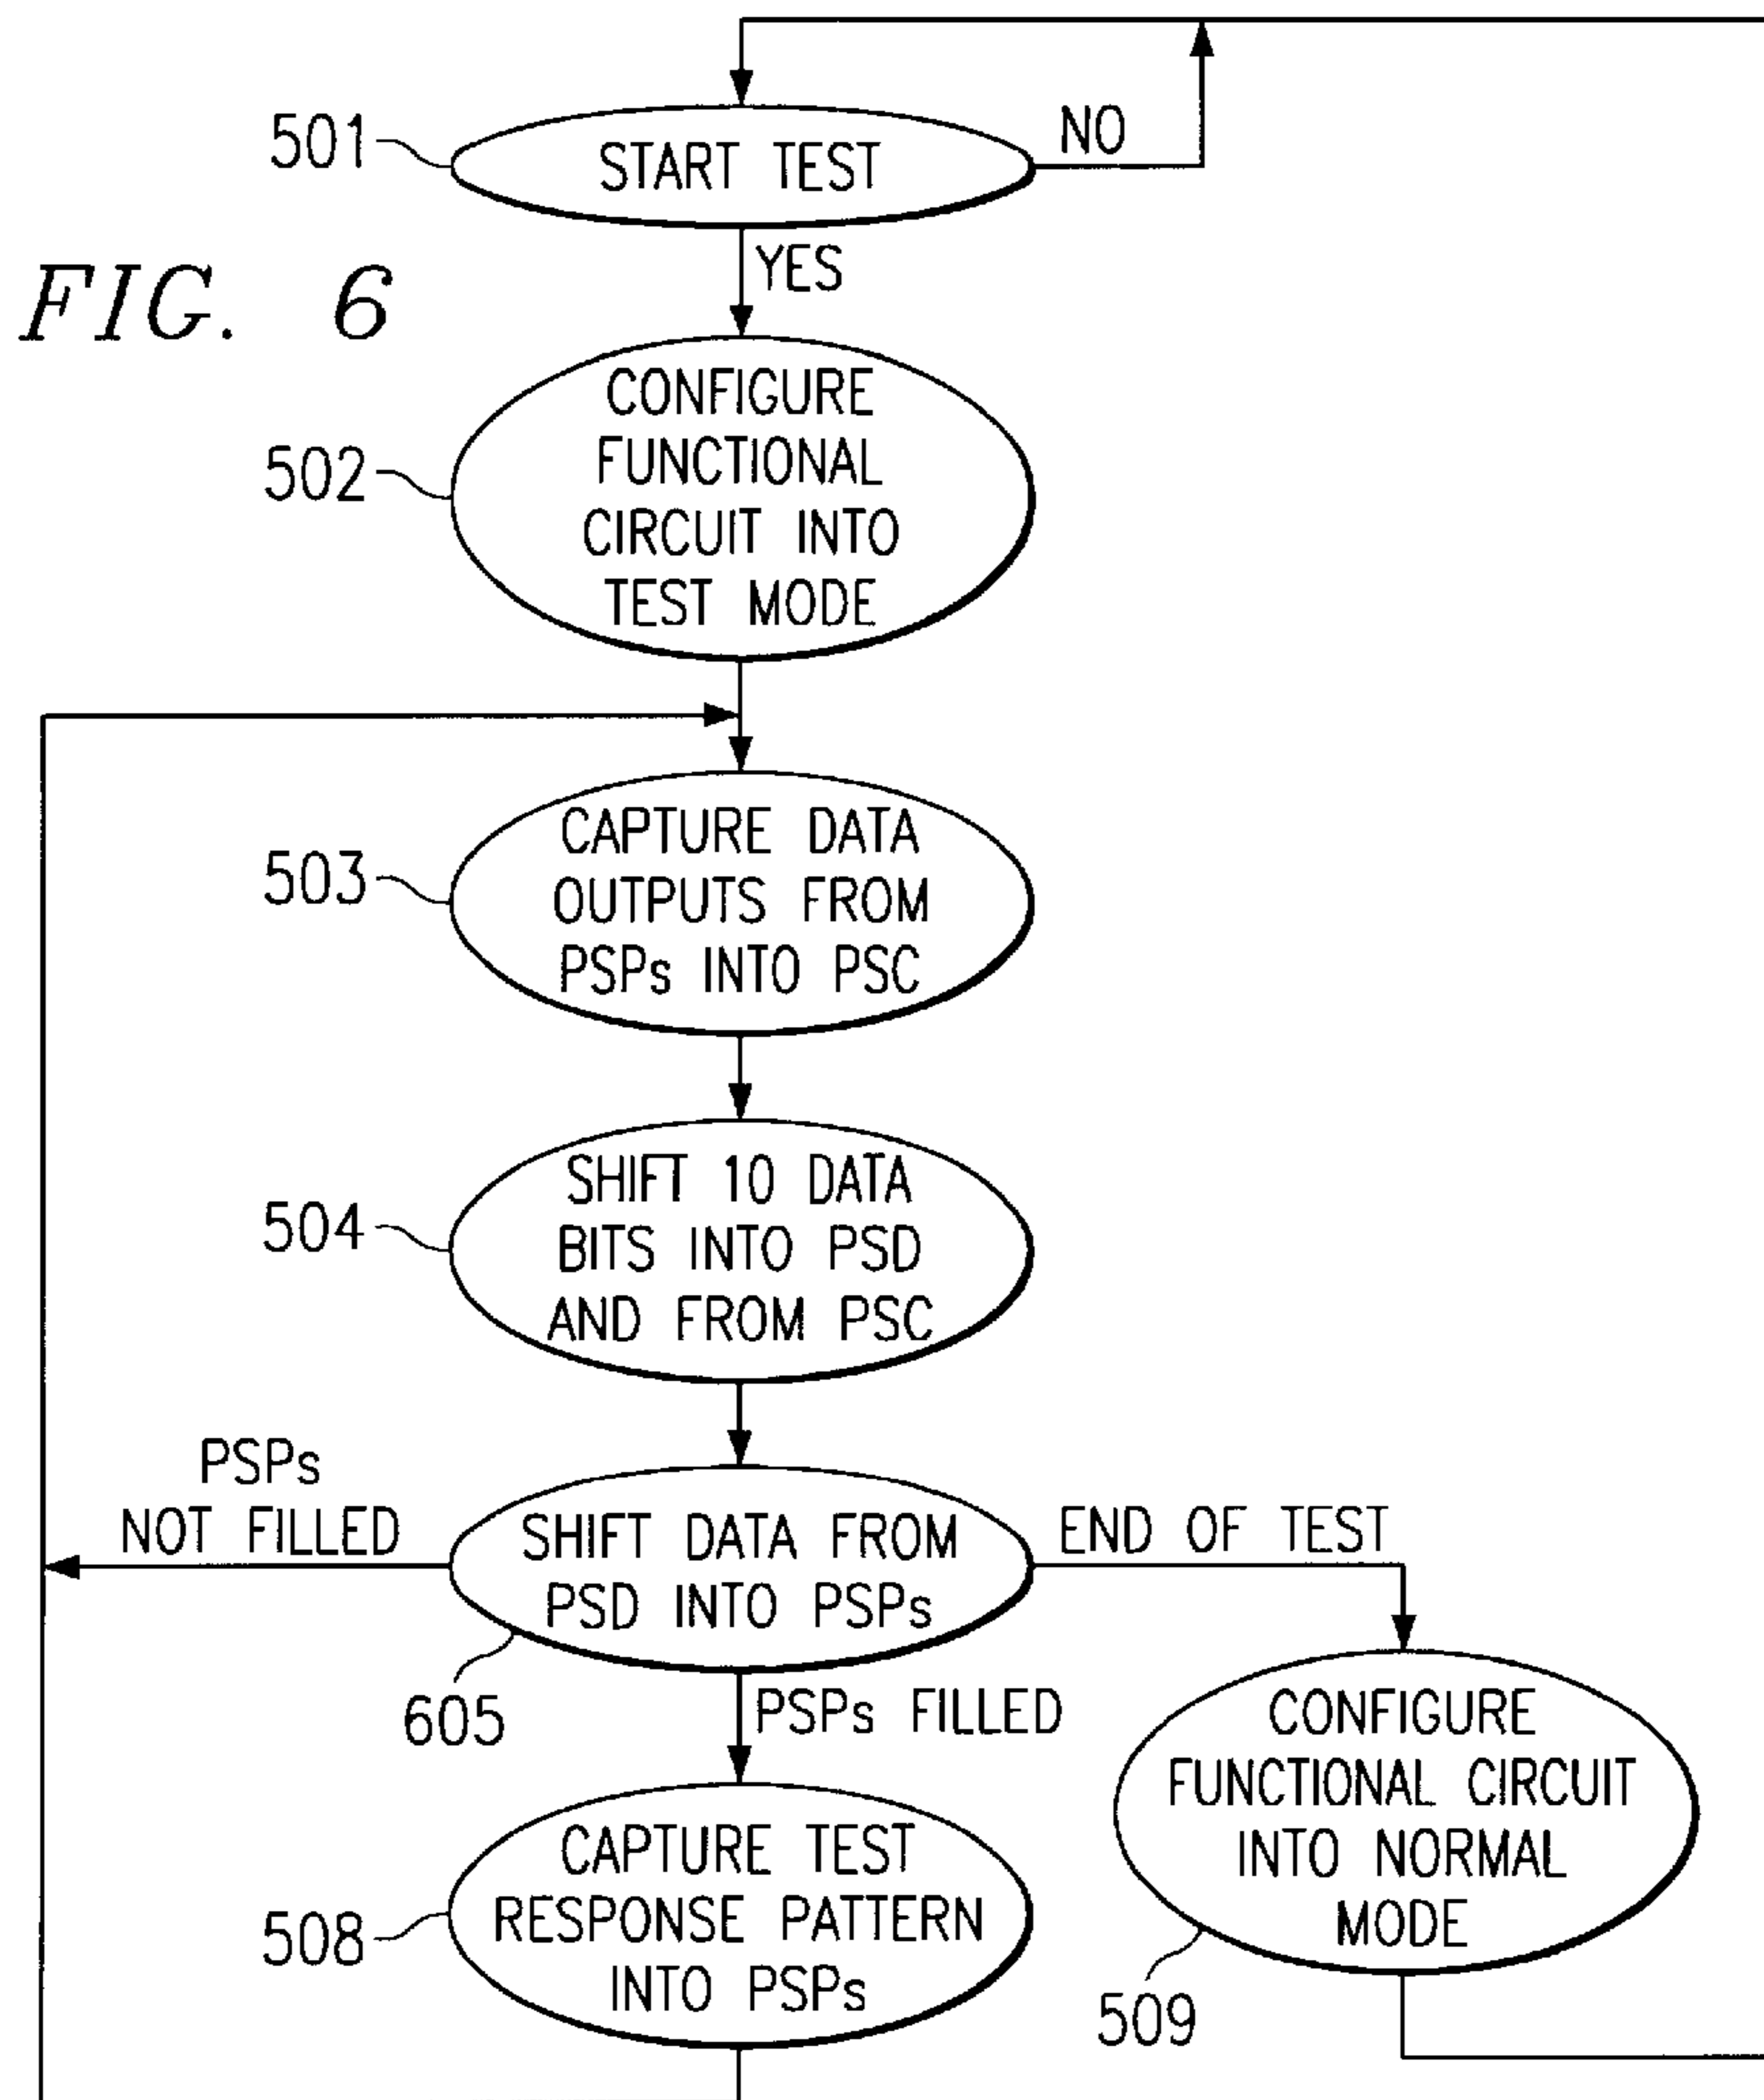 501
START TEST
NO
YES
FIG. 6
502
CONFIGURE
FUNCTIONAL
CIRCUIT INTO
TEST MODE
503
CAPTURE DATA
OUTPUTS FROM
PSPs INTO PSC
504
SHIFT 10 DATA
BITS INTO PSD
AND FROM PSC
PSPs
NOT FILLED
SHIFT DATA FROM
PSD INTO PSPs
END OF TEST
605
PSPs FILLED
CONFIGURE
FUNCTIONAL CIRCUIT
INTO NORMAL
MODE
509
508
CAPTURE TEST
RESPONSE PATTERN
INTO PSPs